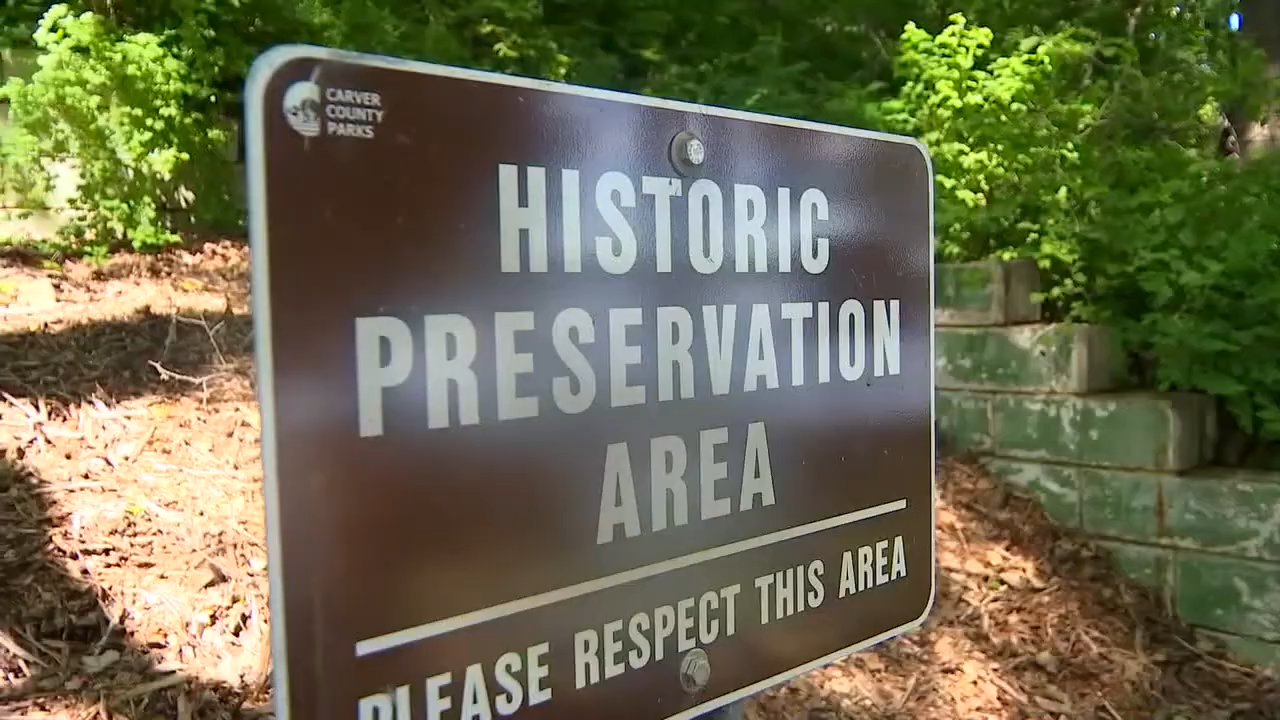 CARVER
COUNTY
PARKS
HISTORIC
PRESERVATION
AREA
PLEASE RESPECT THIS AREA